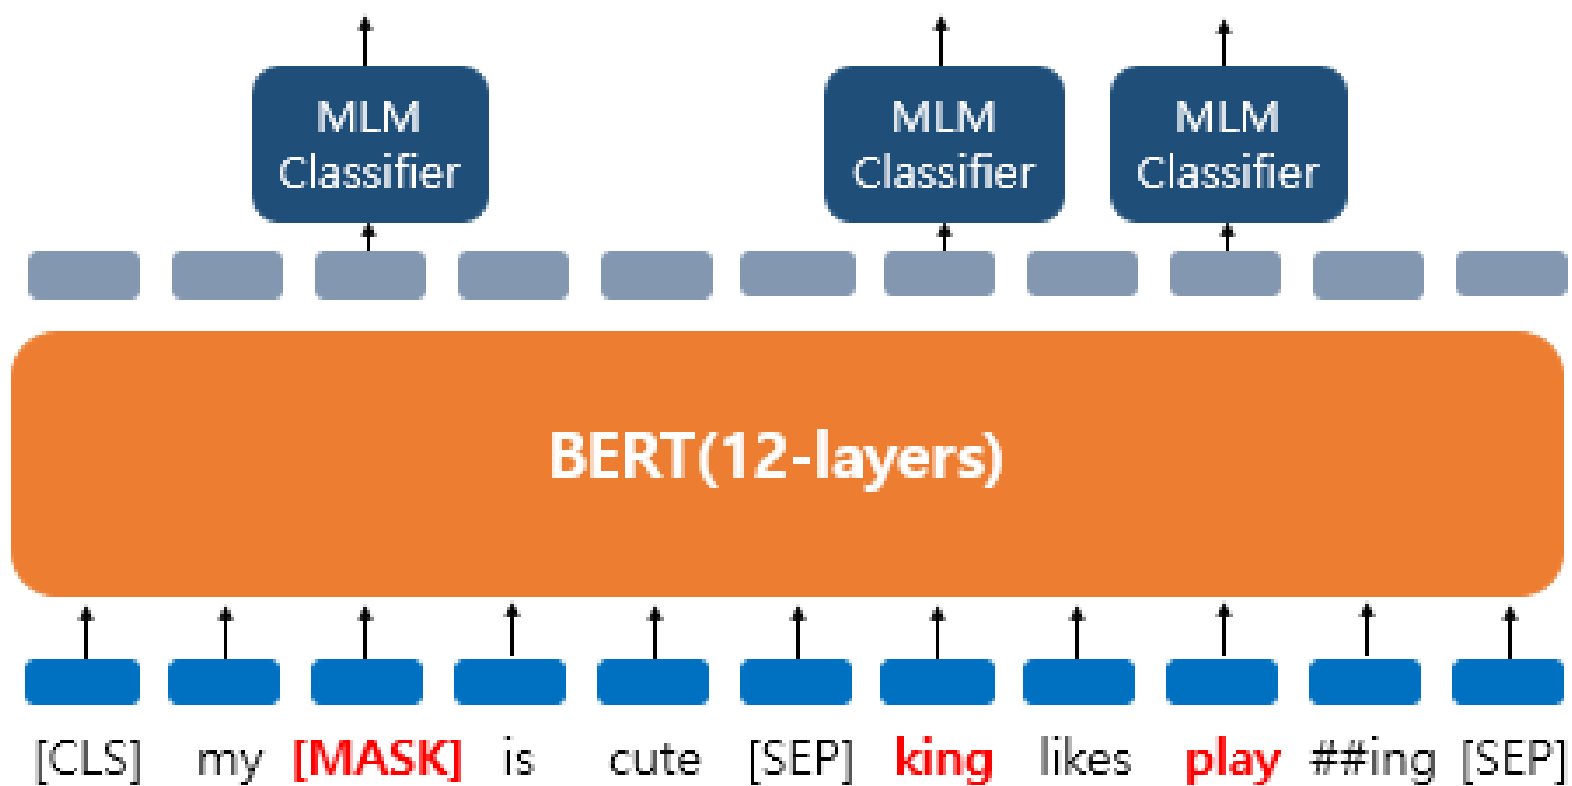 MLM
Classifier
MLM
Classifier
MLM
Classifier
BERT(12-layers)
[CLS] my [MASK] is cute [SEP] king likes play ##ing [SEP]